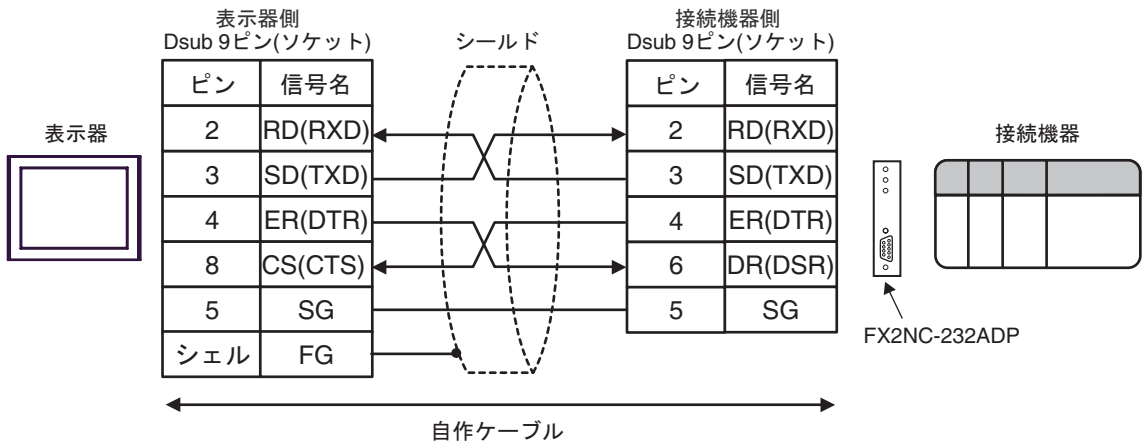 表示器側
Dsub 9ピン(ソケット)
シールド
接続機器側
Dsub 9ピン(ソケット)
ピン 信号名
ピン 信号名
表示器
2 RD(RXD)
2 RD(RXD)
接続機器
3 SD(TXD)
3 SD(TXD)
4 ER(DTR)
4 ER(DTR)
8 CS(CTS)
6 DR(DSR)
5 SG
5 SG
FX2NC-232ADP
シェル FG
自作ケーブル